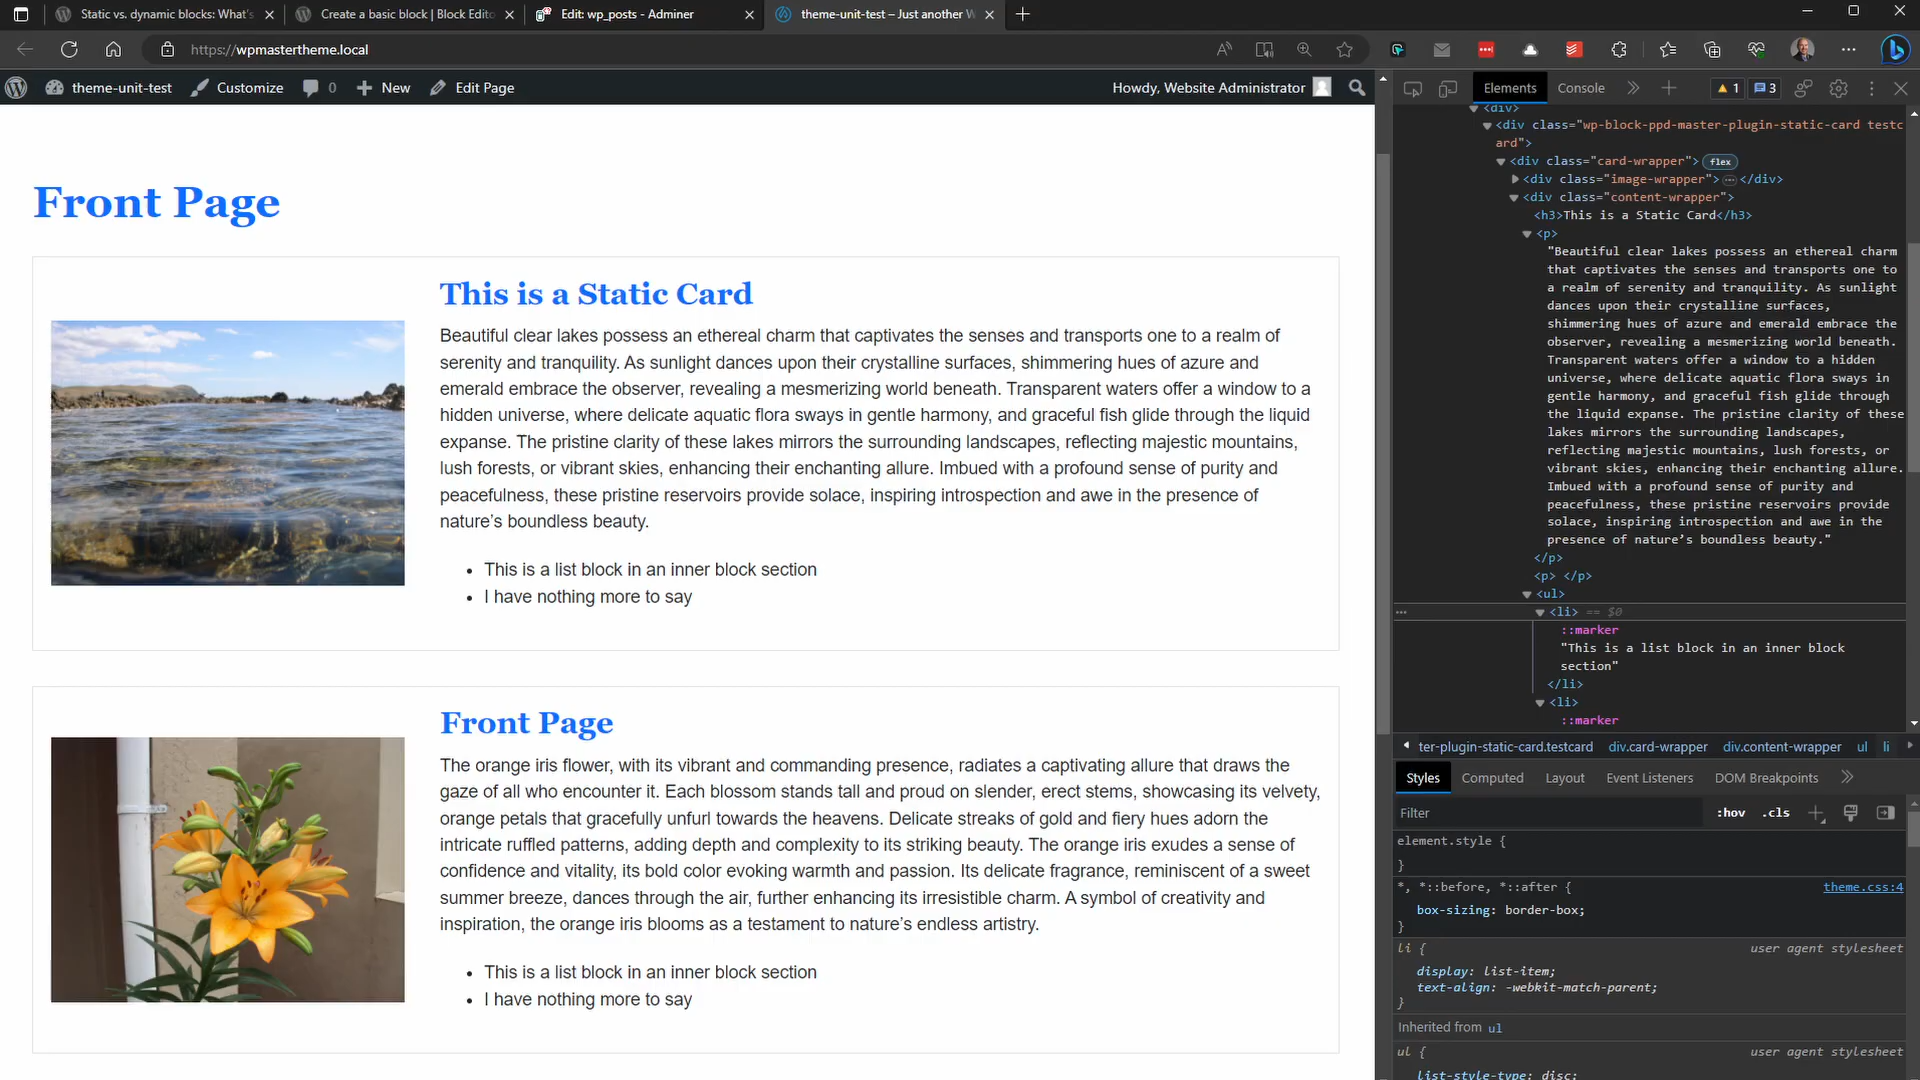 Static vs. dynamic blocks: What's
Create a basic block | Block Edito
Edit: wp_posts - Adminer
theme-unit-test – Just another W
https://wpmastertheme.local
theme-unit-test
Customize
0
New
Edit Page
Howdy, Website Administrator
Front Page
This is a Static Card
Beautiful clear lakes possess an ethereal charm that captivates the senses and transports one to a realm of
serenity and tranquility. As sunlight dances upon their crystalline surfaces, shimmering hues of azure and
emerald embrace the observer, revealing a mesmerizing world beneath. Transparent waters offer a window to a
hidden universe, where delicate aquatic flora sways in gentle harmony, and graceful fish glide through the liquid
expanse. The pristine clarity of these lakes mirrors the surrounding landscapes, reflecting majestic mountains,
lush forests, or vibrant skies, enhancing their enchanting allure. Imbued with a profound sense of purity and
peacefulness, these pristine reservoirs provide solace, inspiring introspection and awe in the presence of
nature’s boundless beauty.
• This is a list block in an inner block section
• I have nothing more to say
Front Page
The orange iris flower, with its vibrant and commanding presence, radiates a captivating allure that draws the
gaze of all who encounter it. Each blossom stands tall and proud on slender, erect stems, showcasing its velvety,
orange petals that gracefully unfurl towards the heavens. Delicate streaks of gold and fiery hues adorn the
intricate ruffled patterns, adding depth and complexity to its striking beauty. The orange iris exudes a sense of
confidence and vitality, its bold color evoking warmth and passion. Its delicate fragrance, reminiscent of a sweet
summer breeze, dances through the air, further enhancing its irresistible charm. A symbol of creativity and
inspiration, the orange iris blooms as a testament to nature’s endless artistry.
• This is a list block in an inner block section
• I have nothing more to say
Elements
Console
1
3
<div>
<div class="wp-block-ppd-master-plugin-static-card testc
ard">
<div class="card-wrapper"> flex
<div class="image-wrapper"> ⋯ </div>
<div class="content-wrapper">
<h3>This is a Static Card</h3>
<p>
"Beautiful clear lakes possess an ethereal charm
that captivates the senses and transports one to
a realm of serenity and tranquility. As sunlight
dances upon their crystalline surfaces,
shimmering hues of azure and emerald embrace the
observer, revealing a mesmerizing world beneath.
Transparent waters offer a window to a hidden
universe, where delicate aquatic flora sways in
gentle harmony, and graceful fish glide through
the liquid expanse. The pristine clarity of these
lakes mirrors the surrounding landscapes,
reflecting majestic mountains, lush forests, or
vibrant skies, enhancing their enchanting allure.
Imbued with a profound sense of purity and
peacefulness, these pristine reservoirs provide
solace, inspiring introspection and awe in the
presence of nature’s boundless beauty."
</p>
<p> </p>
<ul>
<li> == $0
::marker
"This is a list block in an inner block
section"
</li>
<li>
::marker
ter-plugin-static-card.testcard div.card-wrapper div.content-wrapper ul li
Styles
Computed
Layout
Event Listeners
DOM Breakpoints
Filter
:hov .cls
element.style {
}
*, *::before, *::after { theme.css:4
box-sizing: border-box;
}
li { user agent stylesheet
display: list-item;
text-align: -webkit-match-parent;
}
Inherited from ul
ul { user agent stylesheet
list-style-type: disc;